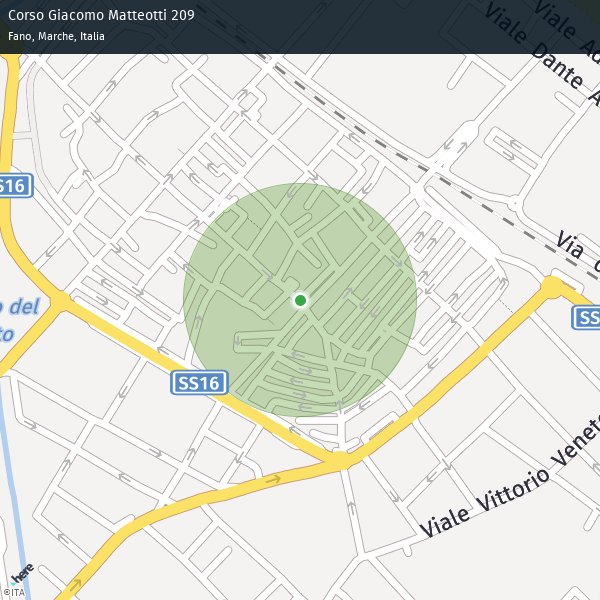 Corso Giacomo Matteotti 209
Fano, Marche, Italia
Viale
Viale Dante
SS16
Via
o del
to
SS
SS16
Viale Vittorio Veneto
here
©ITA